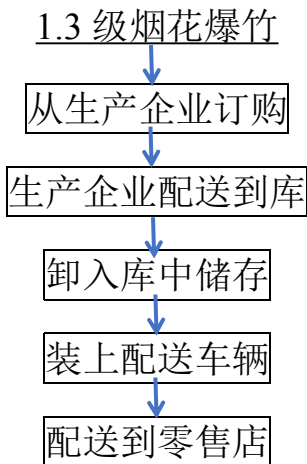 1.3 级烟花爆竹
从生产企业订购
生产企业配送到库
卸入库中储存
装上配送车辆
配送到零售店